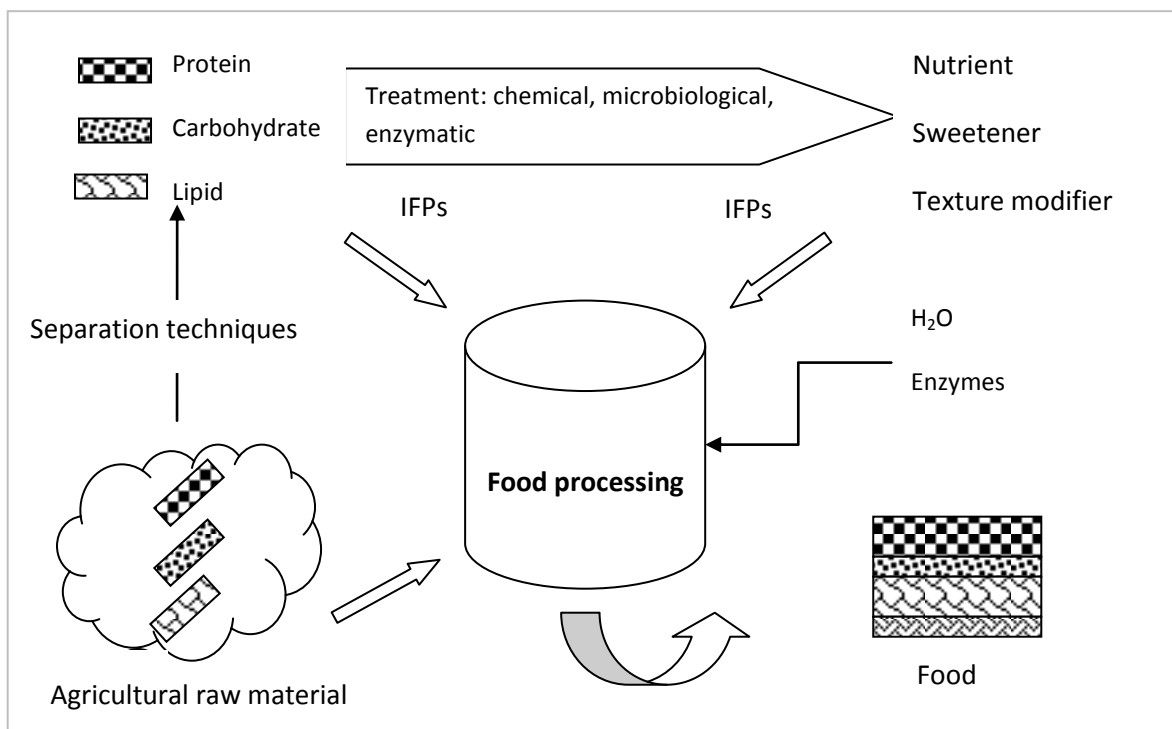 Protein
Carbohydrate
Lipid
Treatment: chemical, microbiological,
enzymatic
Nutrient
Sweetener
Texture modifier
IFPs
IFPs
Separation techniques
H₂O
Enzymes
Food processing
Agricultural raw material
Food